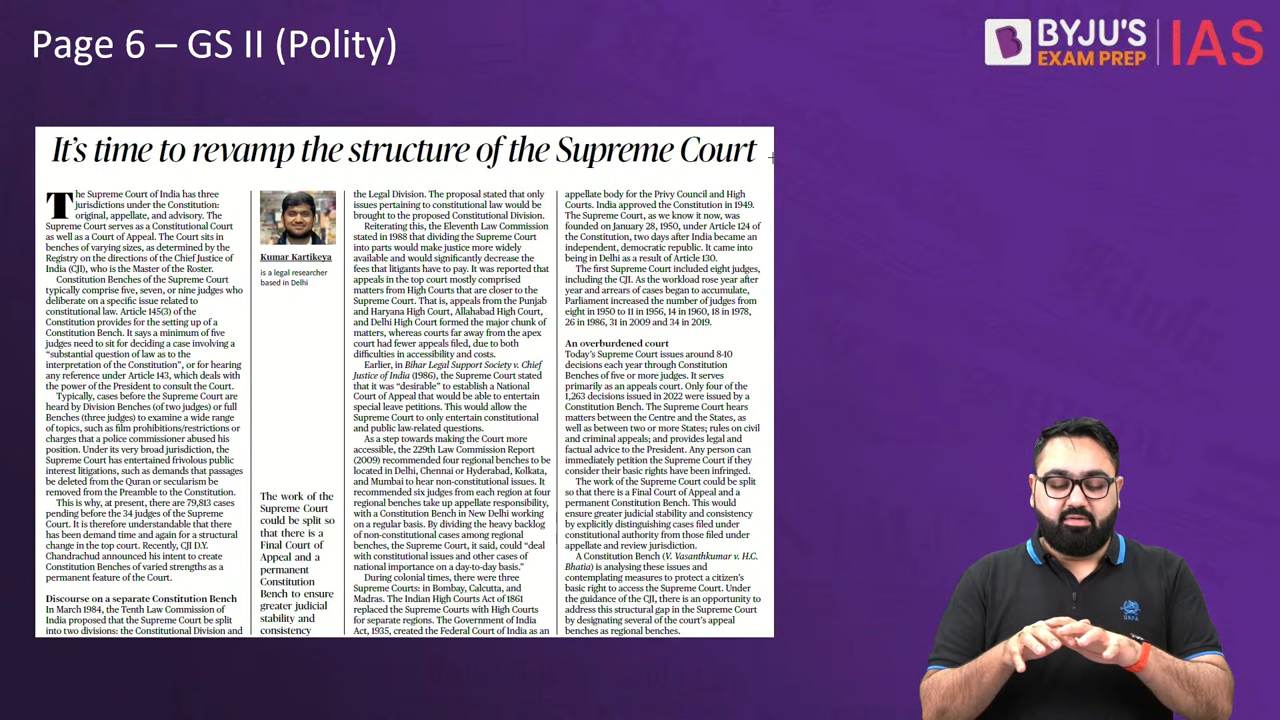 Page 6 – GS II (Polity)
BYJU'S
EXAM PREP
IAS
It's time to revamp the structure of the Supreme Court
The Supreme Court of India has three
jurisdictions under the Constitution:
original, appellate, and advisory. The
Supreme Court serves as a Constitutional Court
as well as a Court of Appeal. The Court sits in
benches of varying sizes, as determined by the
Registry on the directions of the Chief Justice of
India (CJI), who is the Master of the Roster.
Constitution Benches of the Supreme Court
typically comprise five, seven, or nine judges who
deliberate on a specific issue related to
constitutional law. Article 145(3) of the
Constitution provides for the setting up of a
Constitution Bench. It says a minimum of five
judges need to sit for deciding a case involving a
“substantial question of law as to the
interpretation of the Constitution”, or for hearing
any reference under Article 143, which deals with
the power of the President to consult the Court.
Typically, cases before the Supreme Court are
heard by Division Benches (of two judges) or full
Benches (three judges) to examine a wide range
of topics, such as film prohibitions/restrictions or
charges that a police commissioner abused his
position. Under its very broad jurisdiction, the
Supreme Court has entertained frivolous public
interest litigations, such as demands that passages
be deleted from the Quran or secularism be
removed from the Preamble to the Constitution.
This is why, at present, there are 79,813 cases
pending before the 34 judges of the Supreme
Court. It is therefore understandable that there
has been demand time and again for a structural
change in the top court. Recently, CJI D.Y.
Chandrachud announced his intent to create
Constitution Benches of varied strengths as a
permanent feature of the Court.
Discourse on a separate Constitution Bench
In March 1984, the Tenth Law Commission of
India proposed that the Supreme Court be split
into two divisions: the Constitutional Division and
Kumar Kartikeya
is a legal researcher
based in Delhi
The work of the
Supreme Court
could be split so
that there is a
Final Court of
Appeal and a
permanent
Constitution
Bench to ensure
greater judicial
stability and
consistency
the Legal Division. The proposal stated that only
issues pertaining to constitutional law would be
brought to the proposed Constitutional Division.
Reiterating this, the Eleventh Law Commission
stated in 1988 that dividing the Supreme Court
into parts would make justice more widely
available and would significantly decrease the
fees that litigants have to pay. It was reported that
appeals in the top court mostly comprised
matters from High Courts that are closer to the
Supreme Court. That is, appeals from the Punjab
and Haryana High Court, Allahabad High Court,
and Delhi High Court formed the major chunk of
matters, whereas courts far away from the apex
court had fewer appeals filed, due to both
difficulties in accessibility and costs.
Earlier, in Bihar Legal Support Society v. Chief
Justice of India (1986), the Supreme Court stated
that it was “desirable” to establish a National
Court of Appeal that would be able to entertain
special leave petitions. This would allow the
Supreme Court to only entertain constitutional
and public law-related questions.
As a step towards making the Court more
accessible, the 229th Law Commission Report
(2009) recommended four regional benches to be
located in Delhi, Chennai or Hyderabad, Kolkata,
and Mumbai to hear non-constitutional issues. It
recommended six judges from each region at four
regional benches take up appellate responsibility,
with a Constitution Bench in New Delhi working
on a regular basis. By dividing the heavy backlog
of non-constitutional cases among regional
benches, the Supreme Court, it said, could “deal
with constitutional issues and other cases of
national importance on a day-to-day basis.”
During colonial times, there were three
Supreme Courts: in Bombay, Calcutta, and
Madras. The Indian High Courts Act of 1861
replaced the Supreme Courts with High Courts
for separate regions. The Government of India
Act, 1935, created the Federal Court of India as an
appellate body for the Privy Council and High
Courts. India approved the Constitution in 1949.
The Supreme Court, as we know it now, was
founded on January 28, 1950, under Article 124 of
the Constitution, two days after India became an
independent, democratic republic. It came into
being in Delhi as a result of Article 130.
The first Supreme Court included eight judges,
including the CJI. As the workload rose year after
year and arrears of cases began to accumulate,
Parliament increased the number of judges from
eight in 1950 to 11 in 1956, 14 in 1960, 18 in 1978,
26 in 1986, 31 in 2009 and 34 in 2019.
An overburdened court
Today's Supreme Court issues around 8-10
decisions each year through Constitution
Benches of five or more judges. It serves
primarily as an appeals court. Only four of the
1,263 decisions issued in 2022 were issued by a
Constitution Bench. The Supreme Court hears
matters between the Centre and the States, as
well as between two or more States; rules on civil
and criminal appeals; and provides legal and
factual advice to the President. Any person can
immediately petition the Supreme Court if they
consider their basic rights have been infringed.
The work of the Supreme Court could be split
so that there is a Final Court of Appeal and a
permanent Constitution Bench. This would
ensure greater judicial stability and consistency
by explicitly distinguishing cases filed under
constitutional authority from those filed under
appellate and review jurisdiction.
A Constitution Bench (V. Vasanthkumar v. H.C.
Bhatia) is analysing these issues and
contemplating measures to protect a citizen's
basic right to access the Supreme Court. Under
the guidance of the CJI, there is an opportunity to
address this structural gap in the Supreme Court
by designating several of the court's appeal
benches as regional benches.